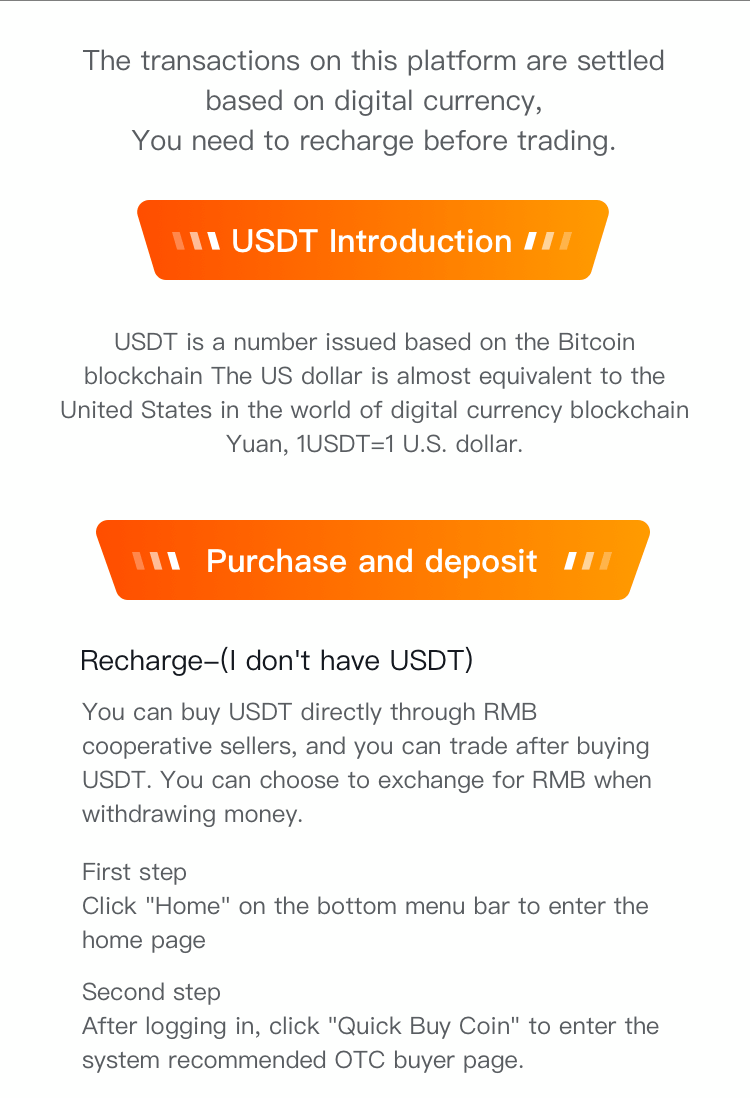 The transactions on this platform are settled
based on digital currency,
You need to recharge before trading.
USDT Introduction
USDT is a number issued based on the Bitcoin
blockchain The US dollar is almost equivalent to the
United States in the world of digital currency blockchain
Yuan, 1USDT=1 U.S. dollar.
Purchase and deposit
Recharge–(I don't have USDT)
You can buy USDT directly through RMB
cooperative sellers, and you can trade after buying
USDT. You can choose to exchange for RMB when
withdrawing money.
First step
Click "Home" on the bottom menu bar to enter the
home page
Second step
After logging in, click "Quick Buy Coin" to enter the
system recommended OTC buyer page.